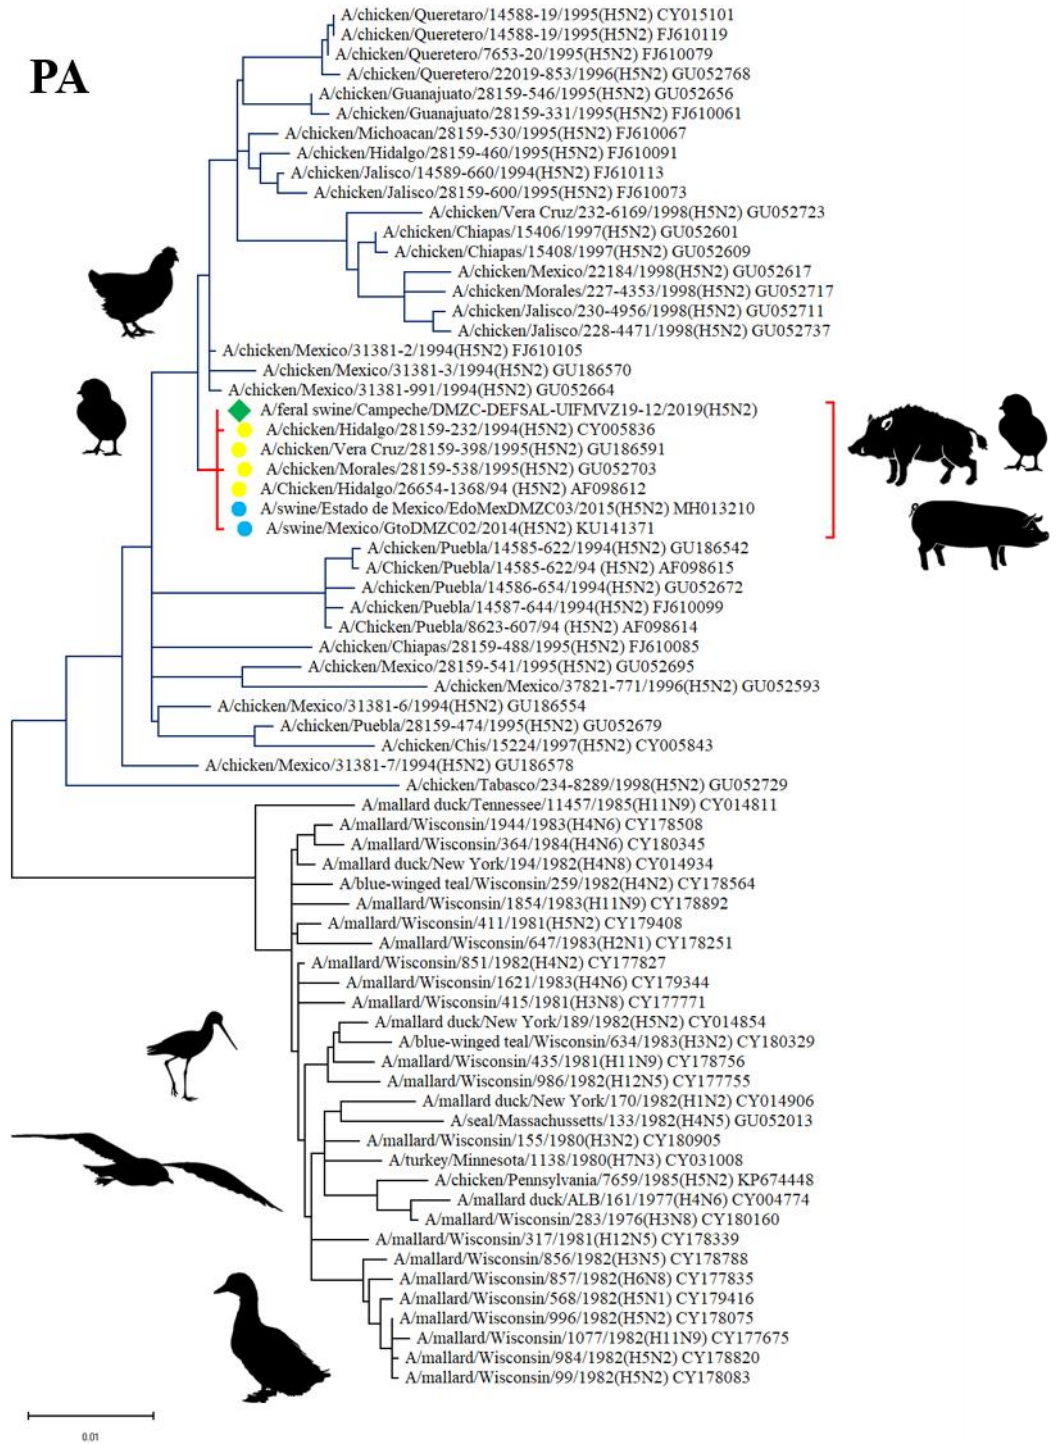 PA
A/chicken/Queretaro/14588-19/1995(H5N2) CY015101
A/chicken/Queretero/14588-19/1995(H5N2) FJ610119
A/chicken/Queretero/7653-20/1995(H5N2) FJ610079
A/chicken/Queretero/22019-853/1996(H5N2) GU052768
A/chicken/Guanajuato/28159-546/1995(H5N2) GU052656
A/chicken/Guanajuato/28159-331/1995(H5N2) FJ610061
A/chicken/Michoacan/28159-530/1995(H5N2) FJ610067
A/chicken/Hidalgo/28159-460/1995(H5N2) FJ610091
A/chicken/Jalisco/14589-660/1994(H5N2) FJ610113
A/chicken/Jalisco/28159-600/1995(H5N2) FJ610073
A/chicken/Vera Cruz/232-6169/1998(H5N2) GU052723
A/chicken/Chiapas/15406/1997(H5N2) GU052601
A/chicken/Chiapas/15408/1997(H5N2) GU052609
A/chicken/Mexico/22184/1998(H5N2) GU052617
A/chicken/Morales/227-4353/1998(H5N2) GU052717
A/chicken/Jalisco/230-4956/1998(H5N2) GU052711
A/chicken/Jalisco/228-4471/1998(H5N2) GU052737
A/chicken/Mexico/31381-2/1994(H5N2) FJ610105
A/chicken/Mexico/31381-3/1994(H5N2) GU186570
A/chicken/Mexico/31381-991/1994(H5N2) GU052664
A/feral swine/Campeche/DMZC-DEFSAL-UIFMVZ19-12/2019(H5N2)
A/chicken/Hidalgo/28159-232/1994(H5N2) CY005836
A/chicken/Vera Cruz/28159-398/1995(H5N2) GU186591
A/chicken/Morales/28159-538/1995(H5N2) GU052703
A/Chicken/Hidalgo/26654-1368/94 (H5N2) AF098612
A/swine/Estado de Mexico/EdoMexDMZC03/2015(H5N2) MH013210
A/swine/Mexico/GtoDMZC02/2014(H5N2) KU141371
A/chicken/Puebla/14585-622/1994(H5N2) GU186542
A/Chicken/Puebla/14585-622/94 (H5N2) AF098615
A/chicken/Puebla/14586-654/1994(H5N2) GU052672
A/chicken/Puebla/14587-644/1994(H5N2) FJ610099
A/Chicken/Puebla/8623-607/94 (H5N2) AF098614
A/chicken/Chiapas/28159-488/1995(H5N2) FJ610085
A/chicken/Mexico/28159-541/1995(H5N2) GU052695
A/chicken/Mexico/37821-771/1996(H5N2) GU052593
A/chicken/Mexico/31381-6/1994(H5N2) GU186554
A/chicken/Puebla/28159-474/1995(H5N2) GU052679
A/chicken/Chis/15224/1997(H5N2) CY005843
A/chicken/Mexico/31381-7/1994(H5N2) GU186578
A/chicken/Tabasco/234-8289/1998(H5N2) GU052729
A/mallard duck/Tennessee/11457/1985(H11N9) CY014811
A/mallard/Wisconsin/1944/1983(H4N6) CY178508
A/mallard/Wisconsin/364/1984(H4N6) CY180345
A/mallard duck/New York/194/1982(H4N8) CY014934
A/blue-winged teal/Wisconsin/259/1982(H4N2) CY178564
A/mallard/Wisconsin/1854/1983(H11N9) CY178892
A/mallard/Wisconsin/411/1981(H5N2) CY179408
A/mallard/Wisconsin/647/1983(H2N1) CY178251
A/mallard/Wisconsin/851/1982(H4N2) CY177827
A/mallard/Wisconsin/1621/1983(H4N6) CY179344
A/mallard/Wisconsin/415/1981(H3N8) CY177771
A/mallard duck/New York/189/1982(H5N2) CY014854
A/blue-winged teal/Wisconsin/634/1983(H3N2) CY180329
A/mallard/Wisconsin/435/1981(H11N9) CY178756
A/mallard/Wisconsin/986/1982(H12N5) CY177755
A/mallard duck/New York/170/1982(H1N2) CY014906
A/seal/Massachussetts/133/1982(H4N5) GU052013
A/mallard/Wisconsin/155/1980(H3N2) CY180905
A/turkey/Minnesota/1138/1980(H7N3) CY031008
A/chicken/Pennsylvania/7659/1985(H5N2) KP674448
A/mallard duck/ALB/161/1977(H4N6) CY004774
A/mallard/Wisconsin/283/1976(H3N8) CY180160
A/mallard/Wisconsin/317/1981(H12N5) CY178339
A/mallard/Wisconsin/856/1982(H3N5) CY178788
A/mallard/Wisconsin/857/1982(H6N8) CY177835
A/mallard/Wisconsin/568/1982(H5N1) CY179416
A/mallard/Wisconsin/996/1982(H5N2) CY178075
A/mallard/Wisconsin/1077/1982(H11N9) CY177675
A/mallard/Wisconsin/984/1982(H5N2) CY178820
A/mallard/Wisconsin/99/1982(H5N2) CY178083
0.01